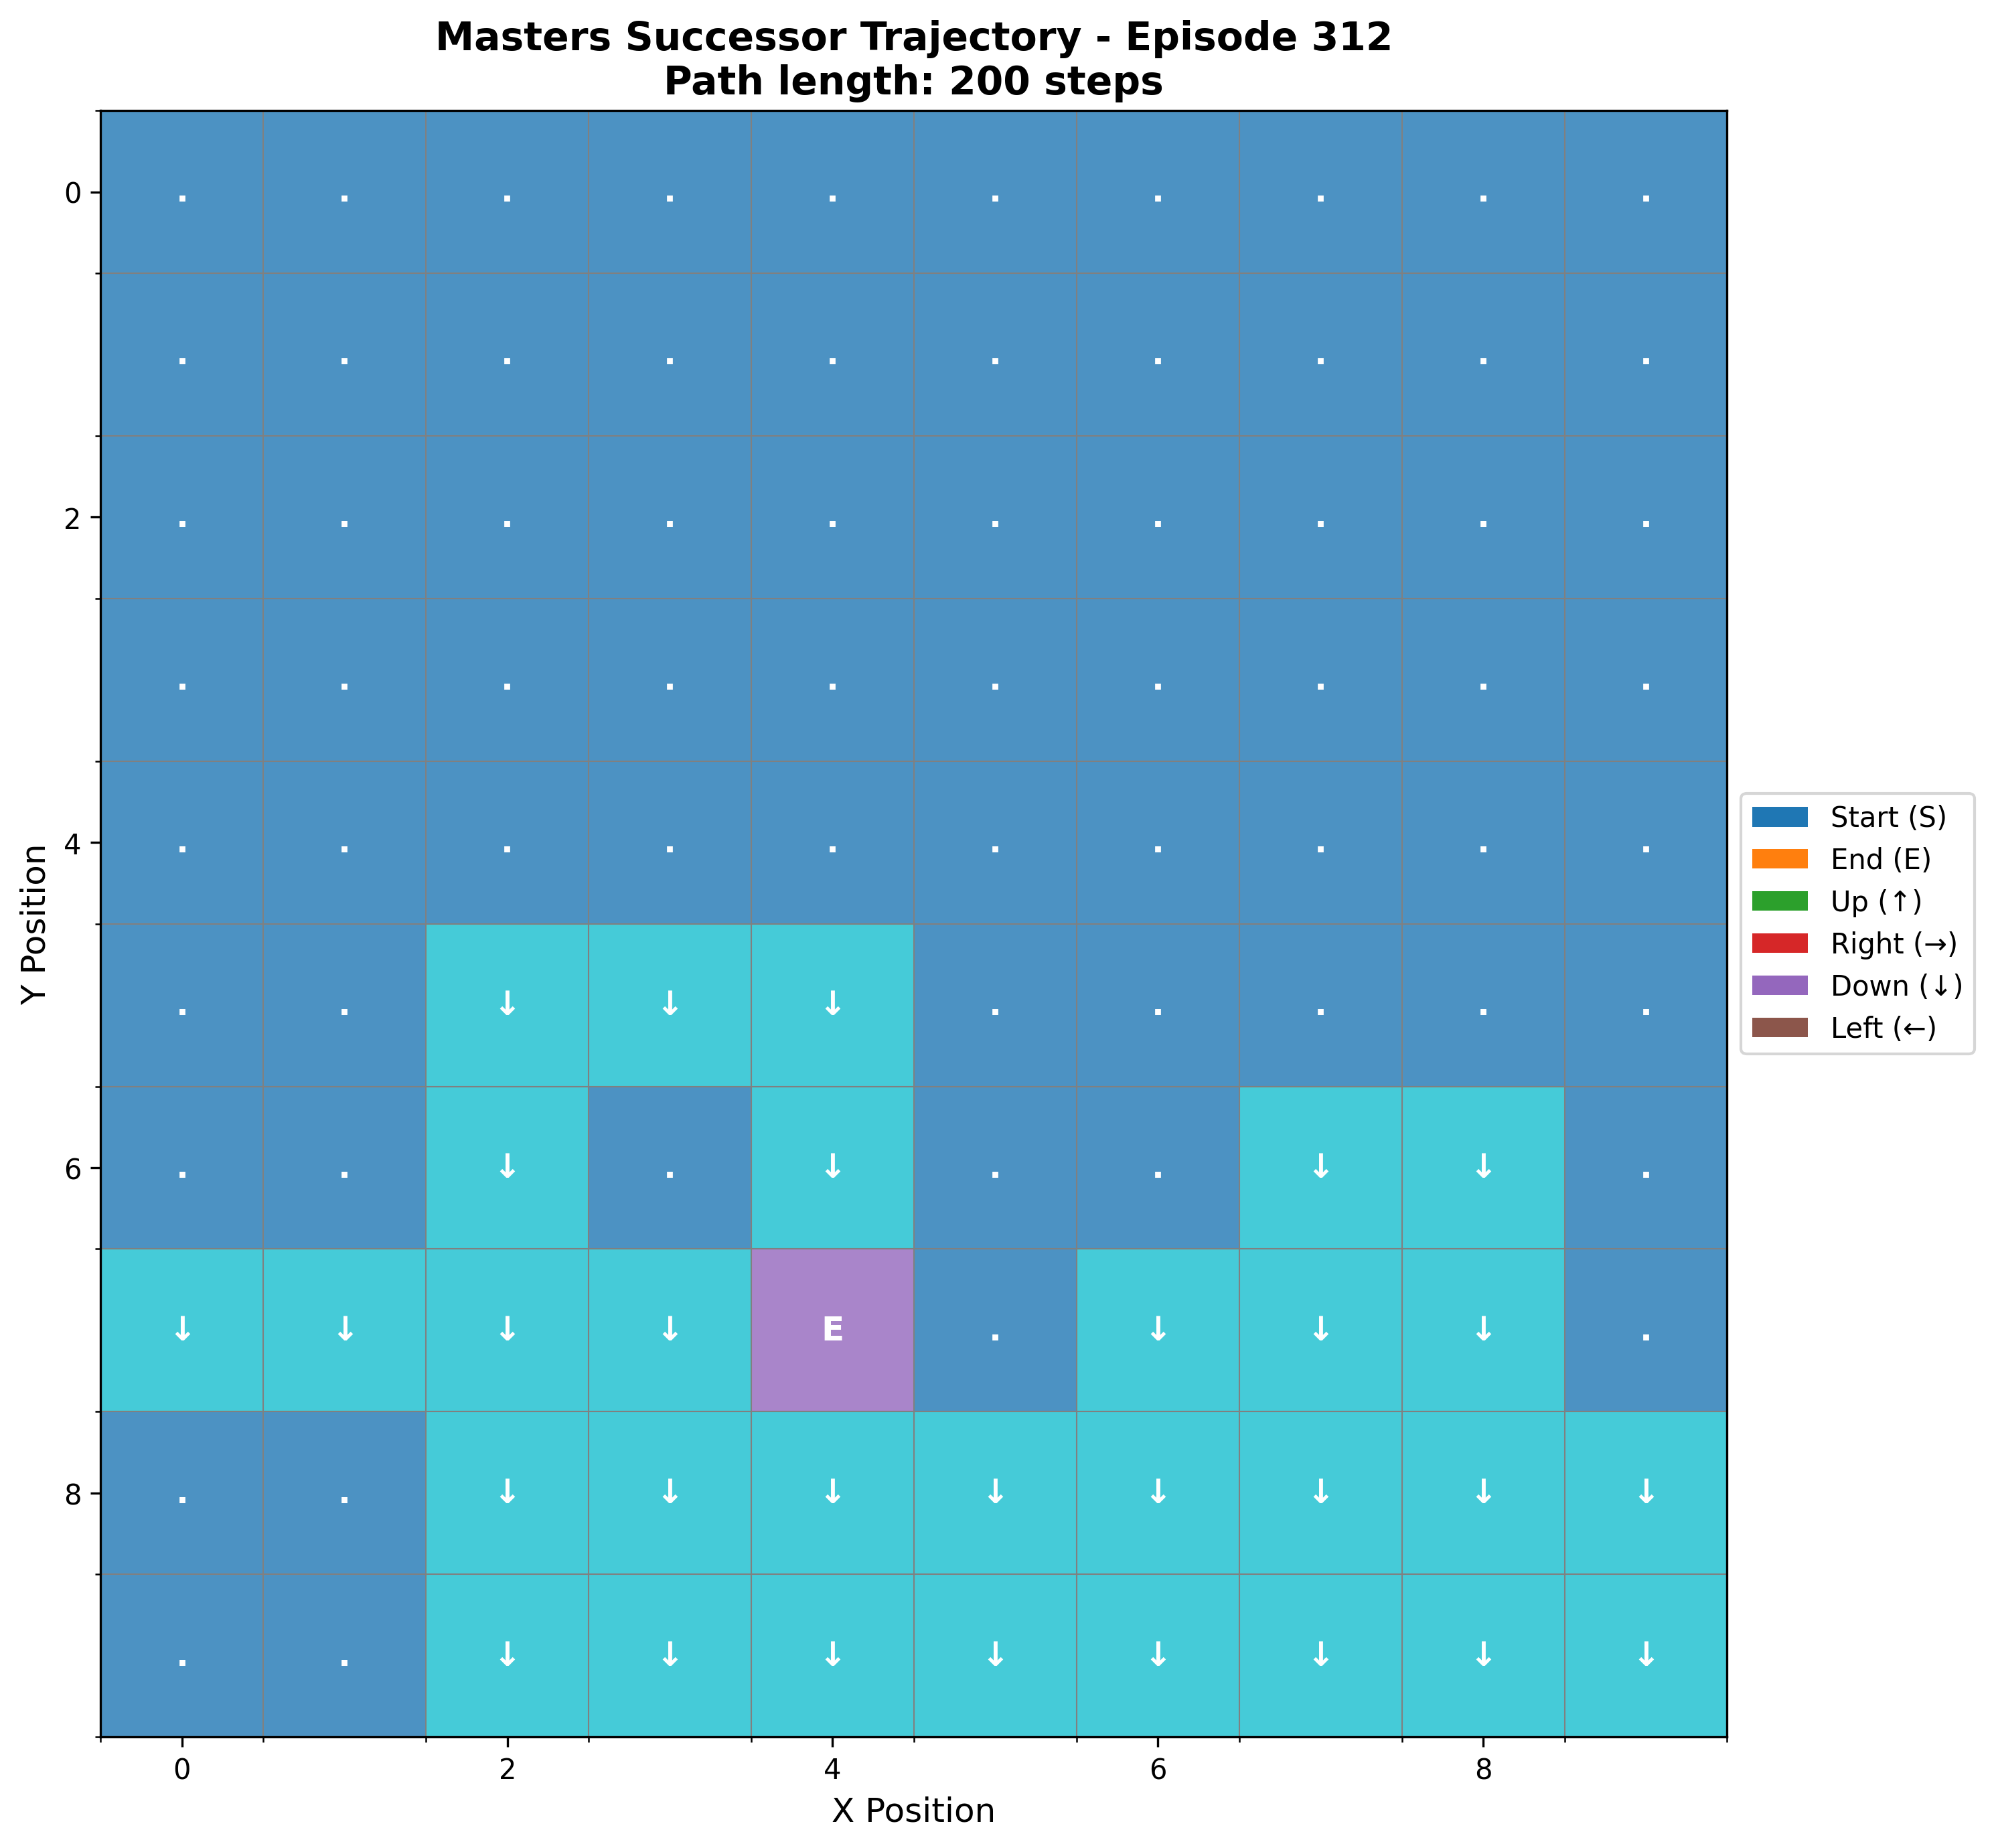 Masters Successor Trajectory - Episode 312
Path length: 200 steps
0 . . . . . . . . . .
. . . . . . . . . .
2 . . . . . . . . . .
. . . . . . . . . .
4 . . . . . . . . . .
. . ↓ ↓ ↓ . . . . .
6 . . ↓ . ↓ . . ↓ ↓ .
↓ ↓ ↓ ↓ E . ↓ ↓ ↓ .
8 . . ↓ ↓ ↓ ↓ ↓ ↓ ↓ ↓
. . ↓ ↓ ↓ ↓ ↓ ↓ ↓ ↓
0 2 4 6 8
X Position
Y Position
Start (S)
End (E)
Up (↑)
Right (→)
Down (↓)
Left (←)